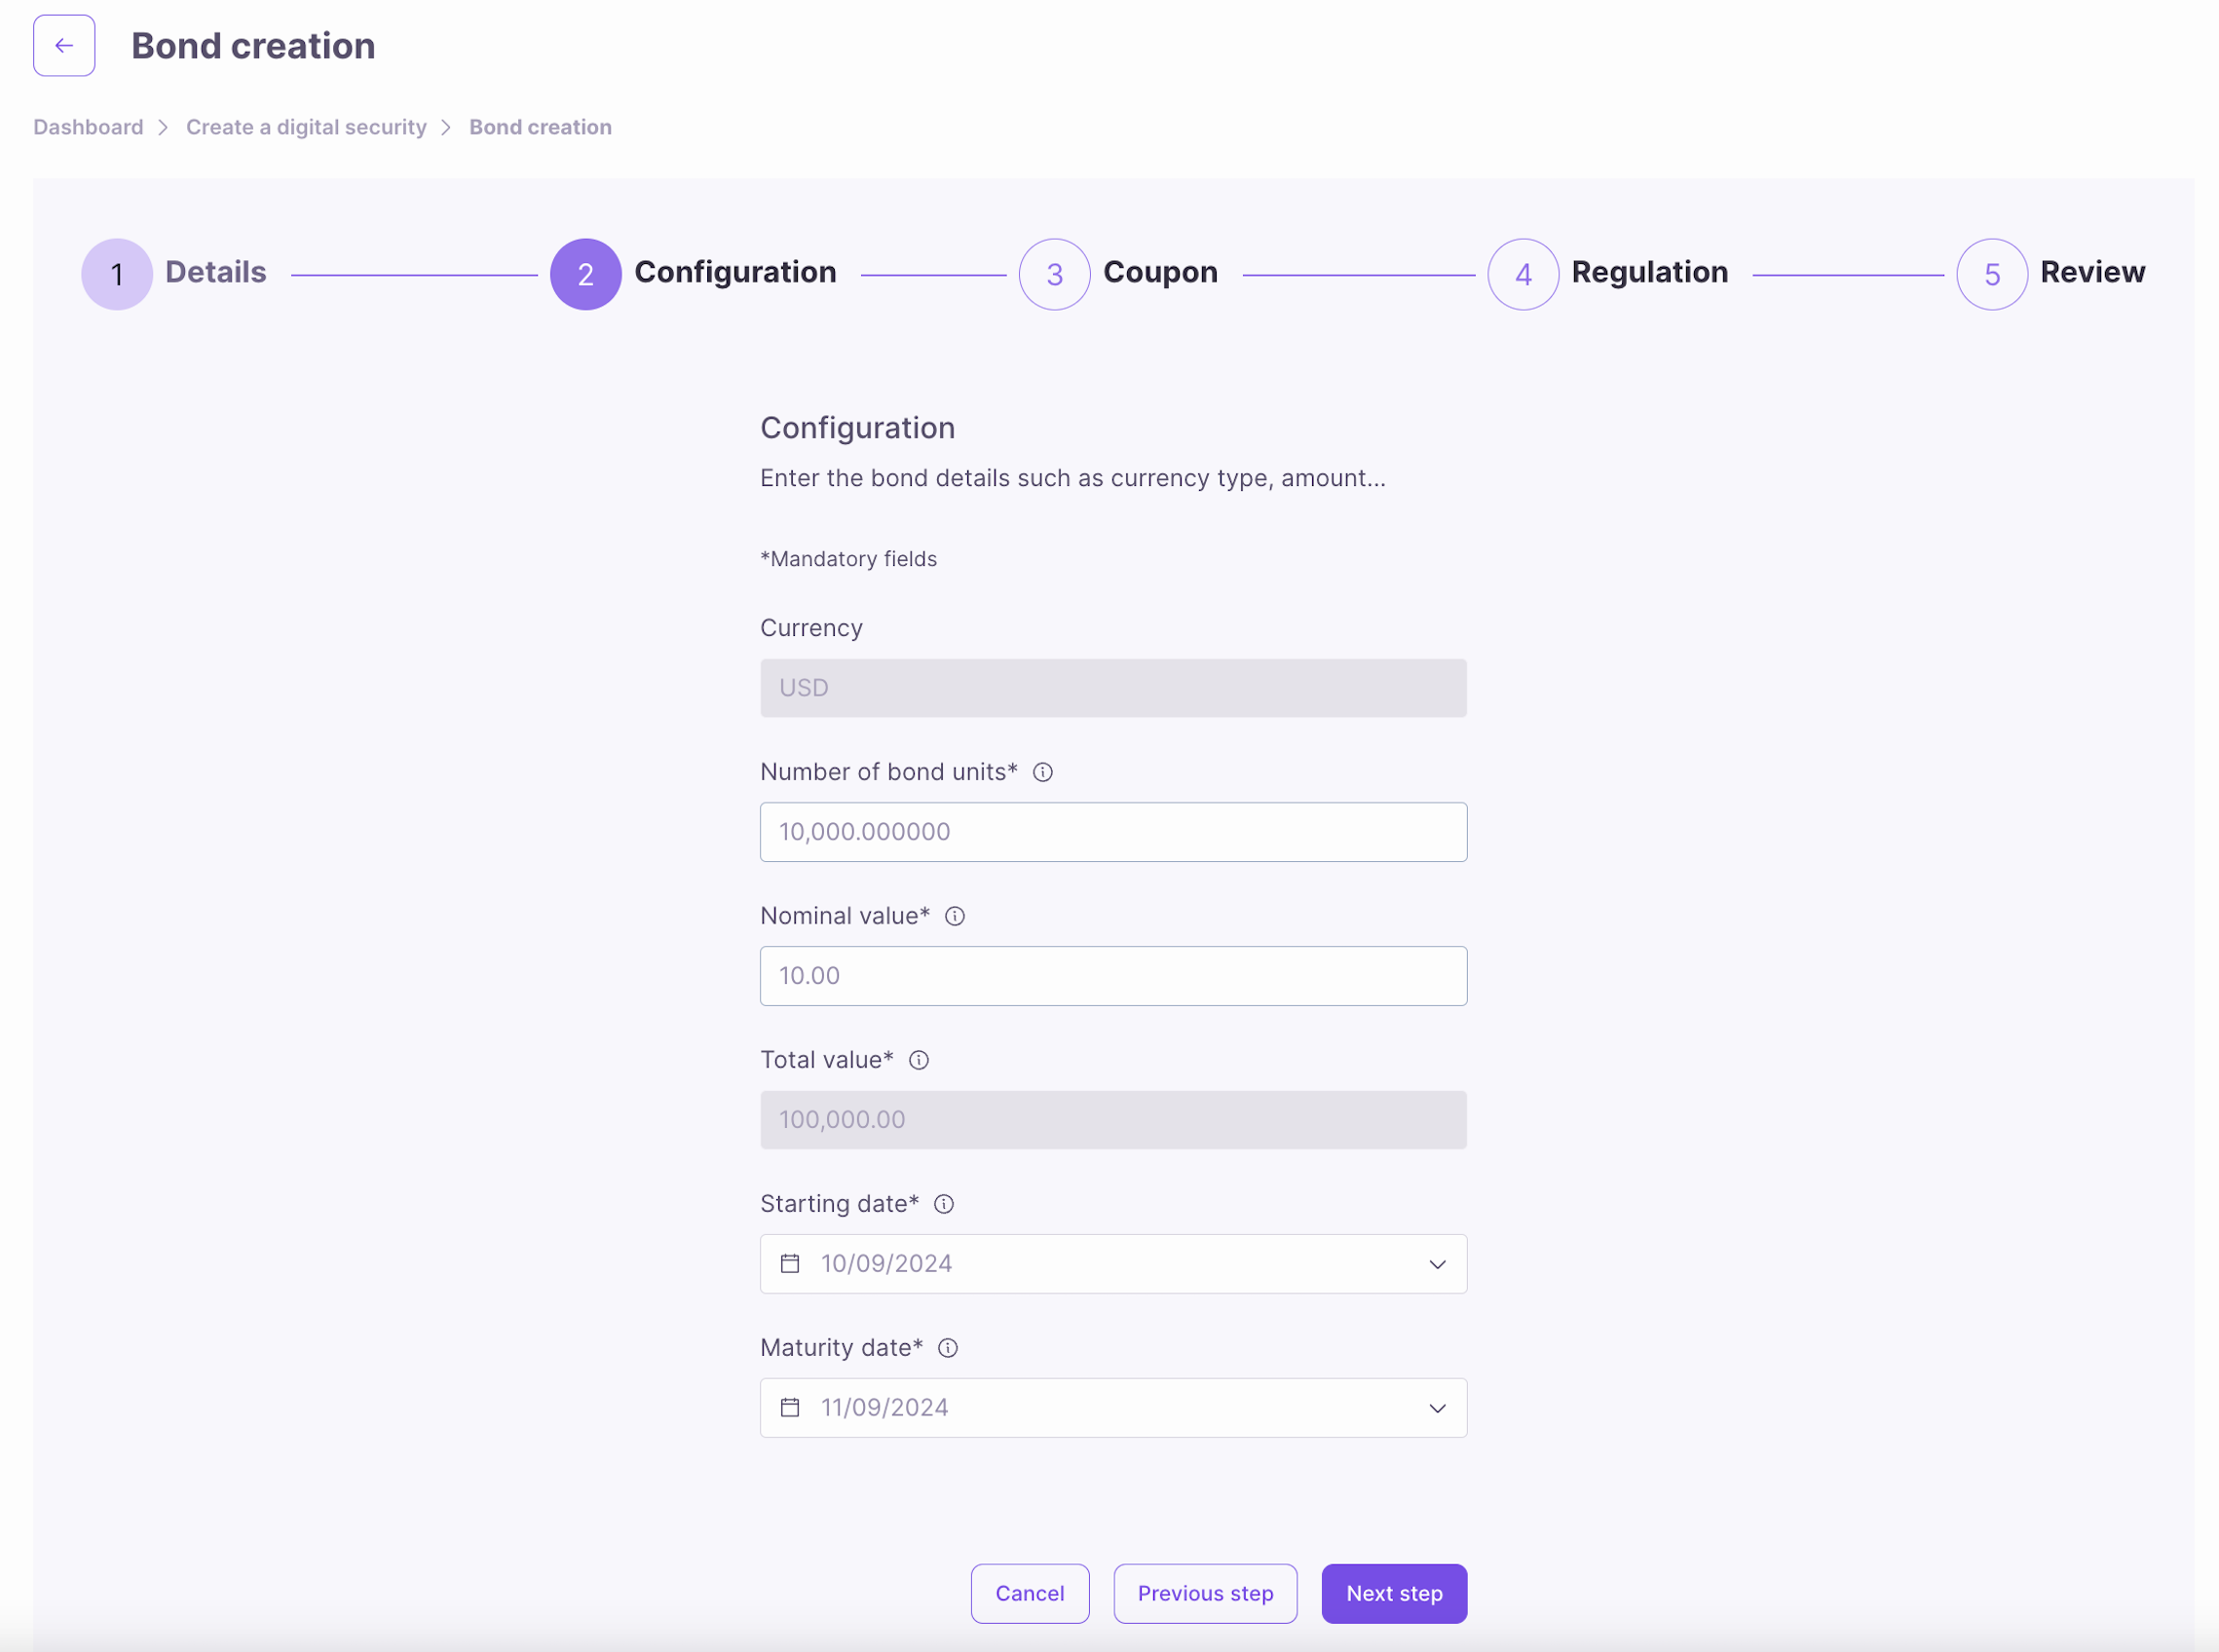 Bond creation
Dashboard > Create a digital security > Bond creation
1 Details 2 Configuration 3 Coupon 4 Regulation 5 Review
Configuration
Enter the bond details such as currency type, amount...
*Mandatory fields
Currency
USD
Number of bond units*
10,000.000000
Nominal value*
10.00
Total value*
100,000.00
Starting date*
10/09/2024
Maturity date*
11/09/2024
Cancel Previous step Next step